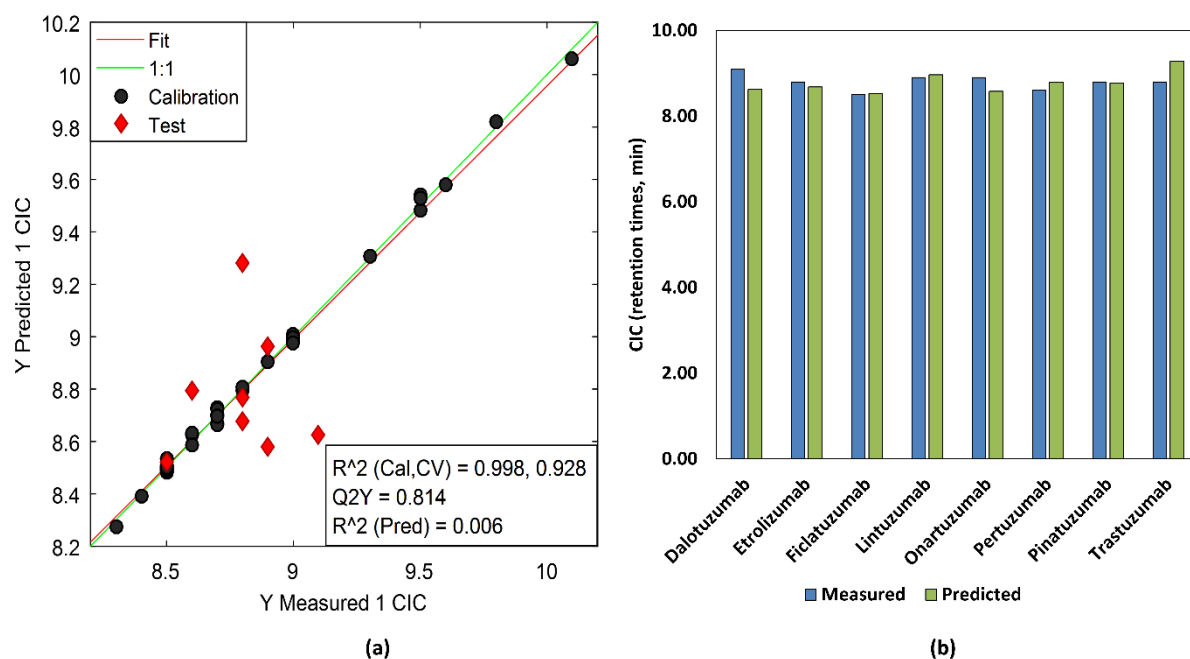 10.2
10
9.8
9.6
9.4
9.2
9
8.8
8.6
8.4
8.2
Y Predicted 1 CIC
Fit
1:1
Calibration
Test
R^2 (Cal,CV) = 0.998, 0.928
Q2Y = 0.814
R^2 (Pred) = 0.006
8.5 9 9.5 10
Y Measured 1 CIC
(a)
10.00
8.00
6.00
4.00
2.00
0.00
CIC (retention times, min)
Dalotuzumab
Etrolizumab
Ficlatuzumab
Lintuzumab
Onartuzumab
Pertuzumab
Pinatuzumab
Trastuzumab
Measured Predicted
(b)